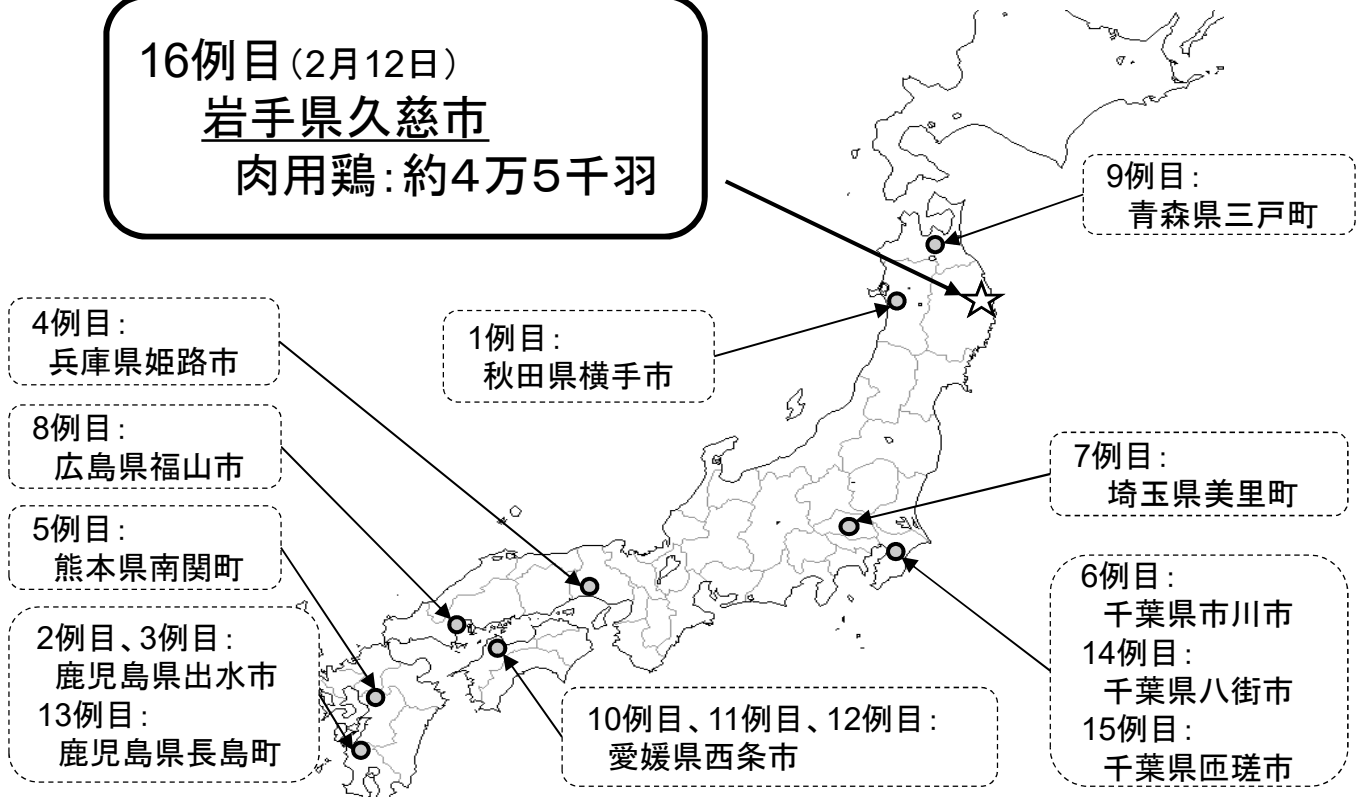 16例目(2月12日)
岩手県久慈市
肉用鶏:約4万5千羽
9例目:
青森県三戸町
4例目:
兵庫県姫路市
1例目:
秋田県横手市
8例目:
広島県福山市
7例目:
埼玉県美里町
5例目:
熊本県南関町
6例目:
千葉県市川市
14例目:
千葉県八街市
15例目:
千葉県匝瑳市
2例目、3例目:
鹿児島県出水市
13例目:
鹿児島県長島町
10例目、11例目、12例目:
愛媛県西条市